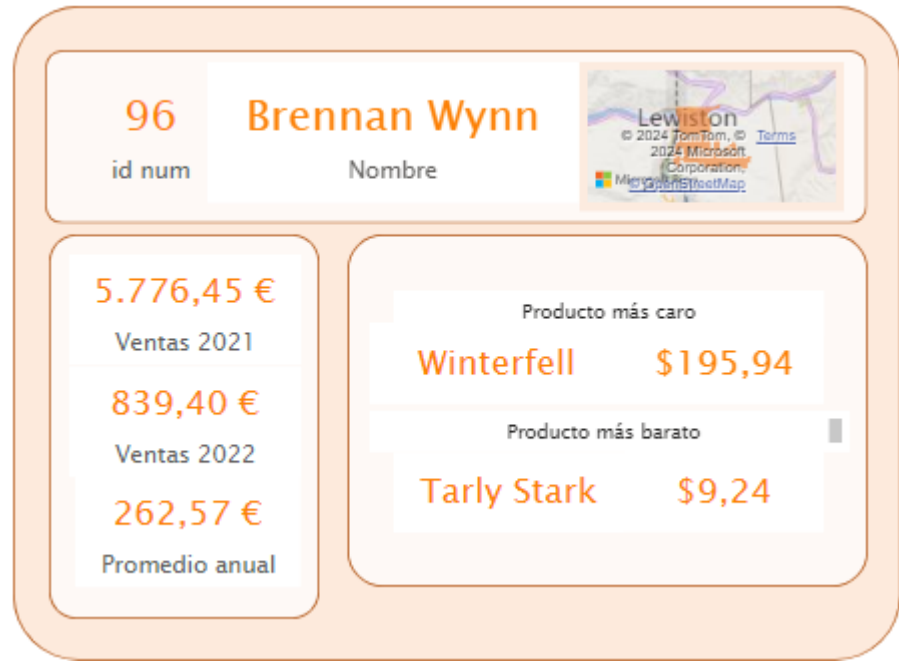 96
id num
Brennan Wynn
Nombre
Lewiston
© 2024 TomTom, ©
2024 Microsoft
Corporation,
© OpenStreetMap
Terms
5.776,45 €
Ventas 2021
839,40 €
Ventas 2022
262,57 €
Promedio anual
Producto más caro
Winterfell $195,94
Producto más barato
Tarly Stark $9,24